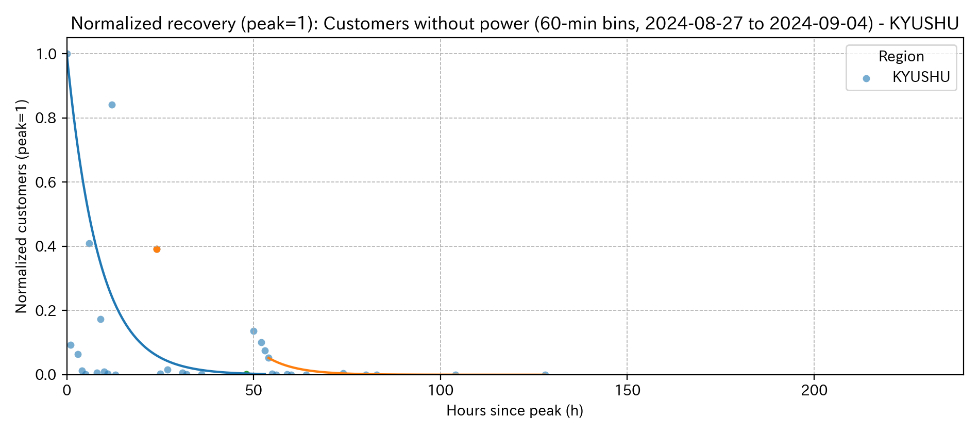 Normalized recovery (peak=1): Customers without power (60-min bins, 2024-08-27 to 2024-09-04) - KYUSHU
Region
KYUSHU
Normalized customers (peak=1)
1.0
0.8
0.6
0.4
0.2
0.0
0
50
100
150
200
Hours since peak (h)